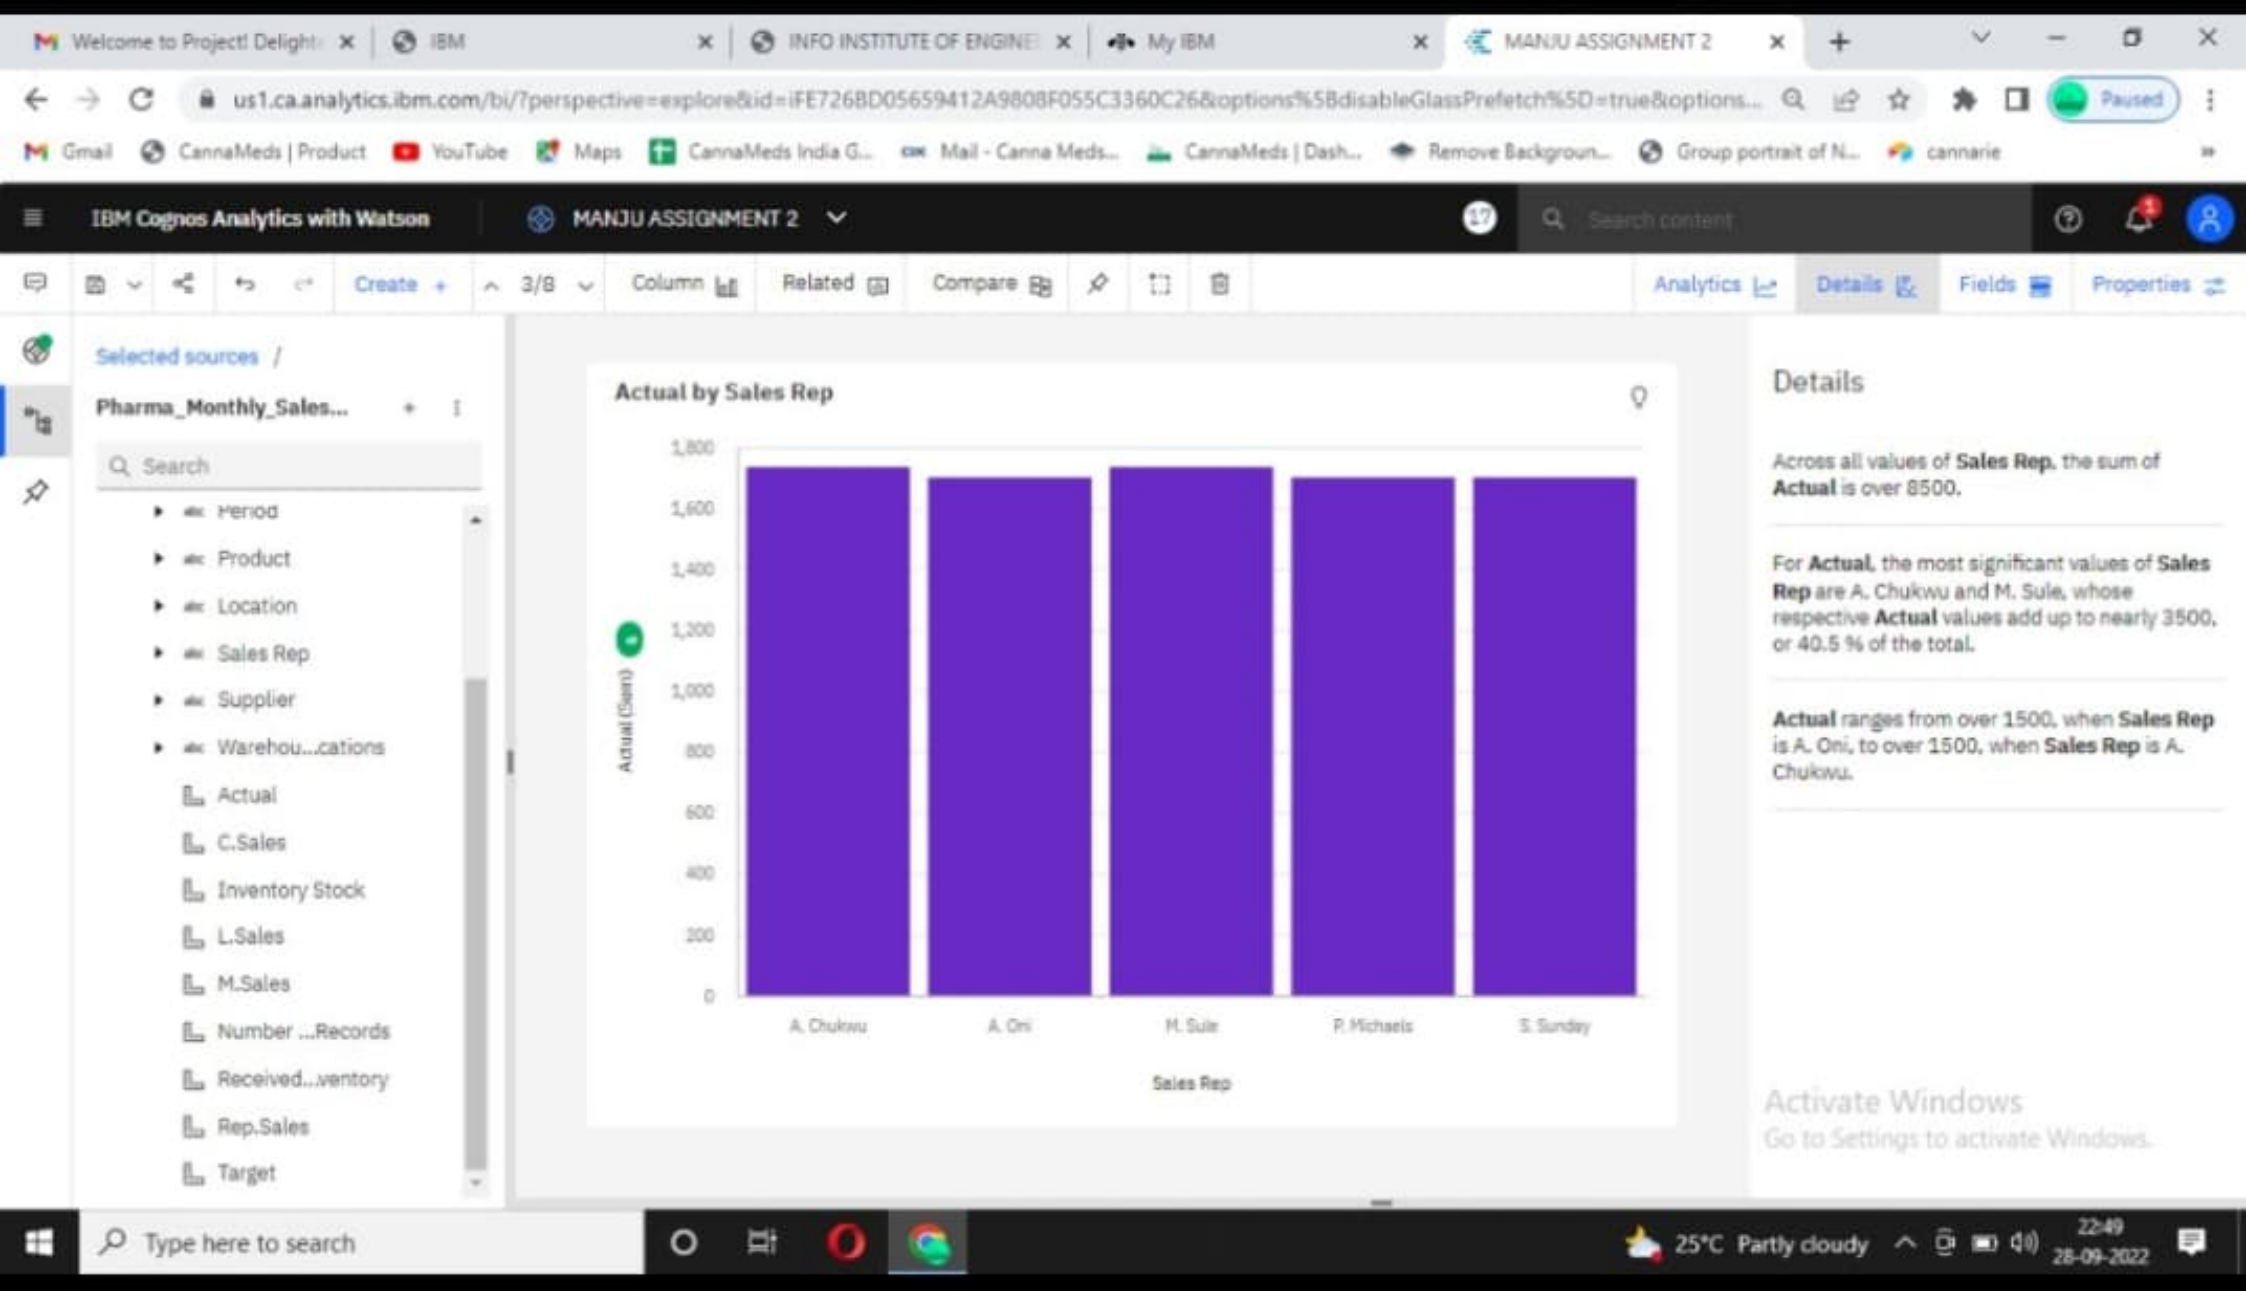 Welcome to Project! Delight
IBM
INFO INSTITUTE OF ENGINE
My IBM
MANJU ASSIGNMENT 2
us1.ca.analytics.ibm.com/bi/?perspective=explore&id=iFE726BD05659412A9808F055C3360C26&options%5BdisableGlassPrefetch%5D=true&options...
Paused
Gmail
CannaMeds | Product
YouTube
Maps
CannaMeds India G...
Mail - Canna Meds...
CannaMeds | Dash...
Remove Backgroun...
Group portrait of N...
cannarie
IBM Cognos Analytics with Watson
MANJU ASSIGNMENT 2
17
Search content
1
Create +
3/8
Column
Related
Compare
Analytics
Details
Fields
Properties
Selected sources /
Pharma_Monthly_Sales...
Search
abc Period
abc Product
abc Location
abc Sales Rep
abc Supplier
abc Warehou...cations
Actual
C.Sales
Inventory Stock
L.Sales
M.Sales
Number ...Records
Received...ventory
Rep.Sales
Target
Actual by Sales Rep
1,800
1,600
1,400
1,200
1,000
800
600
400
200
0
Actual (Sum)
A. Chukwu
A. Oni
M. Sule
P. Michaels
S. Sunday
Sales Rep
Details
Across all values of Sales Rep, the sum of
Actual is over 8500.
For Actual, the most significant values of Sales
Rep are A. Chukwu and M. Sule, whose
respective Actual values add up to nearly 3500,
or 40.5 % of the total.
Actual ranges from over 1500, when Sales Rep
is A. Oni, to over 1500, when Sales Rep is A.
Chukwu.
Activate Windows
Go to Settings to activate Windows.
Type here to search
25°C Partly cloudy
22:49
28-09-2022